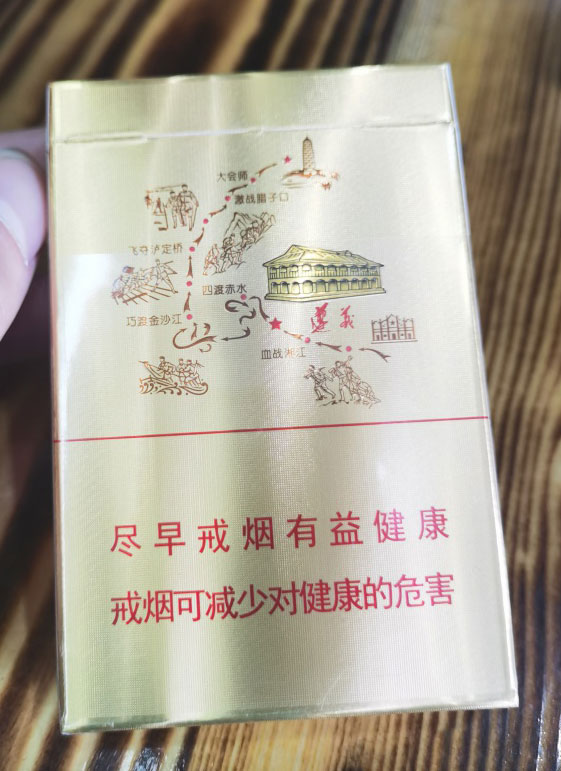 大会师
激战腊子口
飞夺泸定桥
四渡赤水
巧渡金沙江
遵义
血战湘江
尽早戒烟有益健康
戒烟可减少对健康的危害